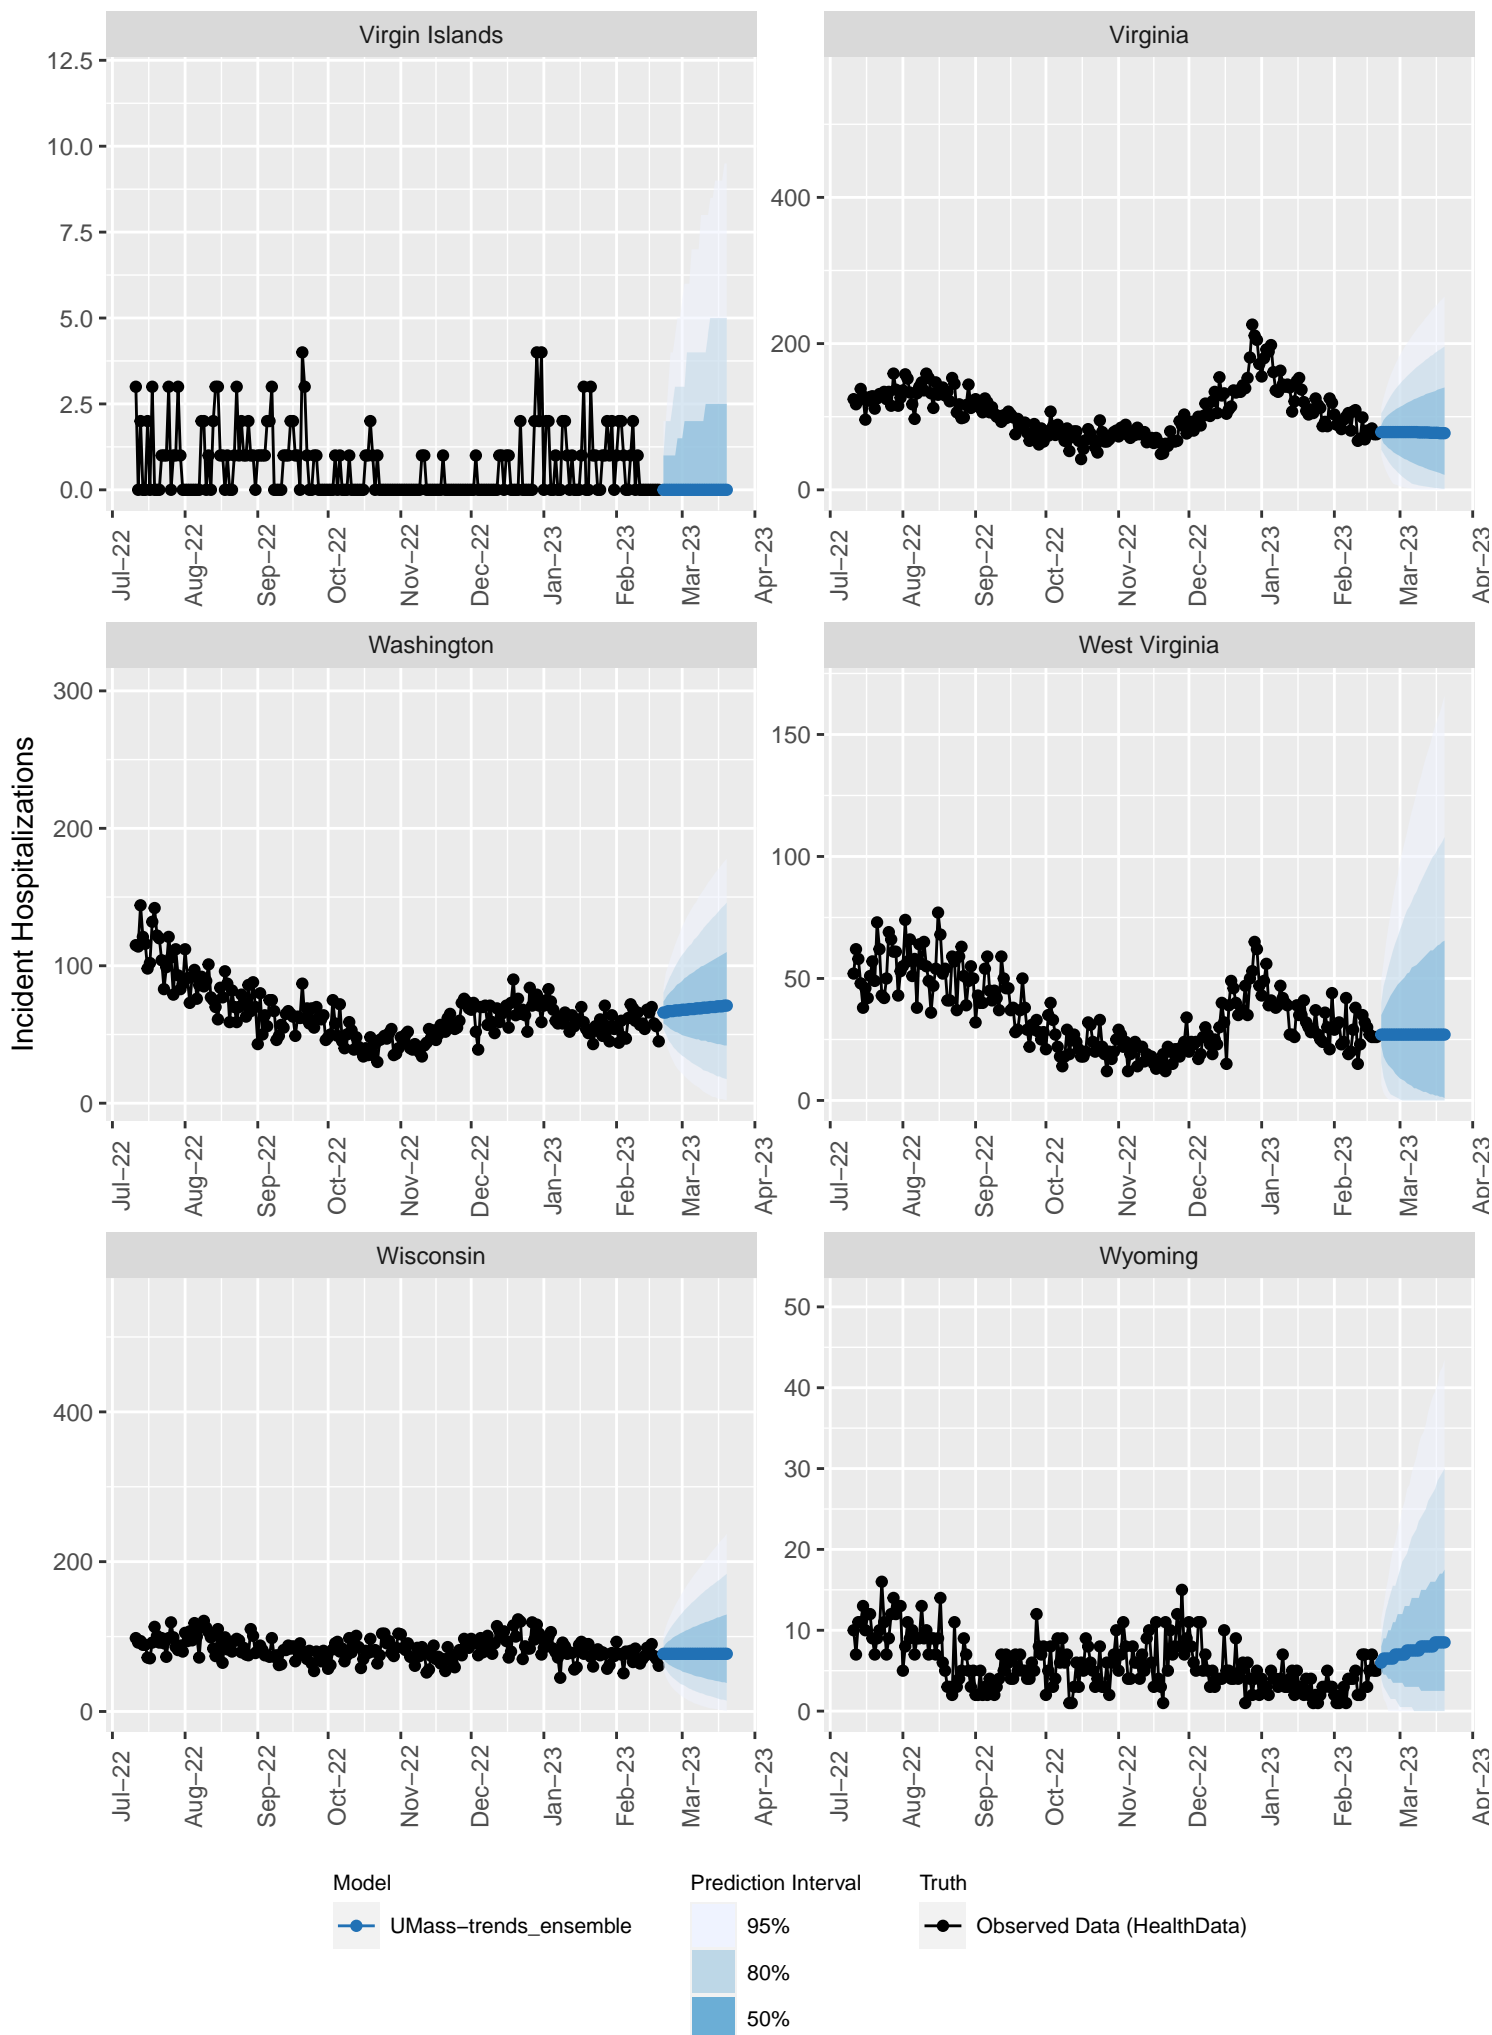 Virgin Islands
Virginia
12.5
10.0
7.5
5.0
2.5
0.0
400
200
0
Jul−22
Aug−22
Sep−22
Oct−22
Nov−22
Dec−22
Jan−23
Feb−23
Mar−23
Apr−23
Jul−22
Aug−22
Sep−22
Oct−22
Nov−22
Dec−22
Jan−23
Feb−23
Mar−23
Apr−23
Incident Hospitalizations
Washington
West Virginia
300
200
100
0
150
100
50
0
Jul−22
Aug−22
Sep−22
Oct−22
Nov−22
Dec−22
Jan−23
Feb−23
Mar−23
Apr−23
Jul−22
Aug−22
Sep−22
Oct−22
Nov−22
Dec−22
Jan−23
Feb−23
Mar−23
Apr−23
Wisconsin
Wyoming
400
200
0
50
40
30
20
10
0
Jul−22
Aug−22
Sep−22
Oct−22
Nov−22
Dec−22
Jan−23
Feb−23
Mar−23
Apr−23
Jul−22
Aug−22
Sep−22
Oct−22
Nov−22
Dec−22
Jan−23
Feb−23
Mar−23
Apr−23
Model
UMass−trends_ensemble
Prediction Interval
95%
80%
50%
Truth
Observed Data (HealthData)